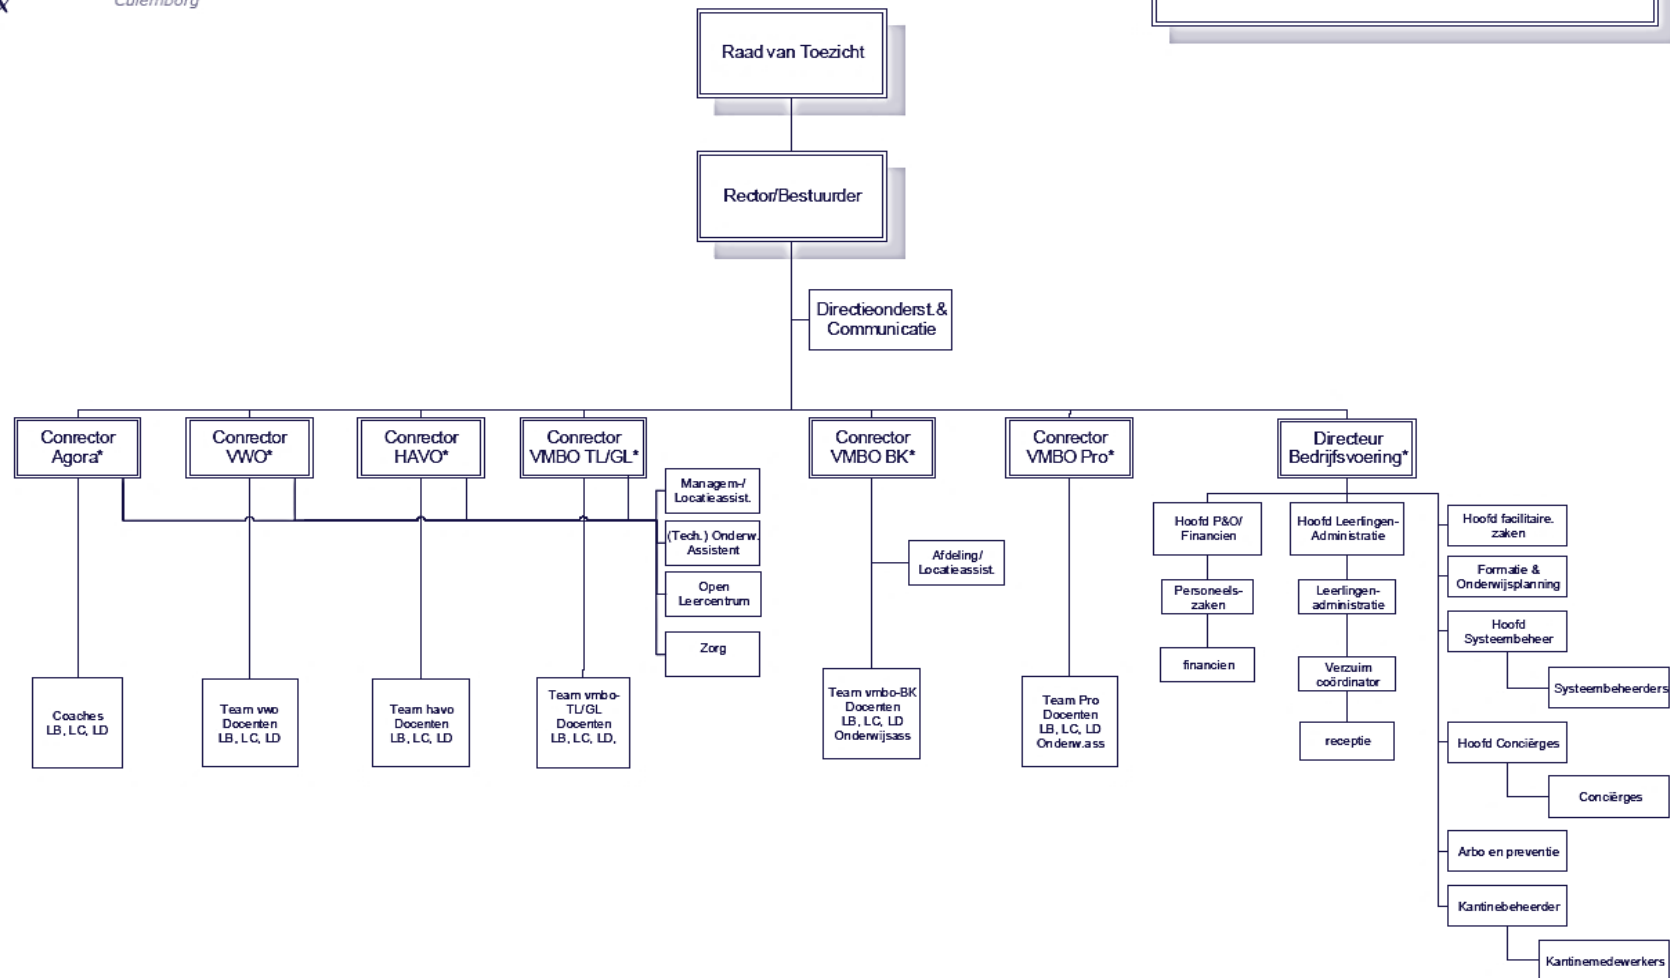 Culemborg
Raad van Toezicht
Rector/Bestuurder
Directieonderst.&
Communicatie
Conrector
Agora*
Conrector
VWO*
Conrector
HAVO*
Conrector
VMBO TL/GL*
Conrector
VMBO BK*
Conrector
VMBO Pro*
Directeur
Bedrijfsvoering*
Managem-/
Locatieassist.
(Tech.) Onderw.
Assistent
Open
Leercentrum
Zorg
Afdeling/
Locatieassist.
Hoofd P&O/
Financien
Personeels-
zaken
financien
Hoofd Leerlingen-
Administratie
Leerlingen-
administratie
Verzuim
coördinator
receptie
Hoofd facilitaire.
zaken
Formatie &
Onderwijsplanning
Hoofd
Systeembeheer
Systeembeheerders
Hoofd Conciërges
Conciërges
Arbo en preventie
Kantinebeheerder
Kantinemedewerkers
Coaches
LB, LC, LD
Team vwo
Docenten
LB, LC, LD
Team havo
Docenten
LB, LC, LD
Team vmbo-
TL/GL
Docenten
LB, LC, LD,
Team vmbo-BK
Docenten
LB, LC, LD
Onderwijsass
Team Pro
Docenten
LB, LC, LD
Onderw.ass